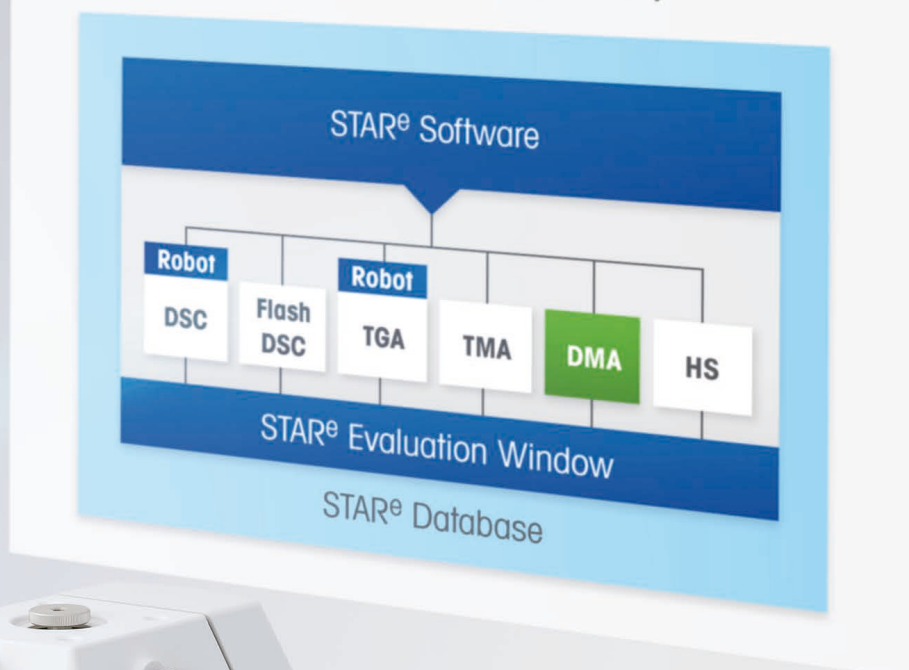 STARᵉ Software
Robot
DSC
Flash
DSC
Robot
TGA
TMA
DMA
HS
STARᵉ Evaluation Window
STARᵉ Database